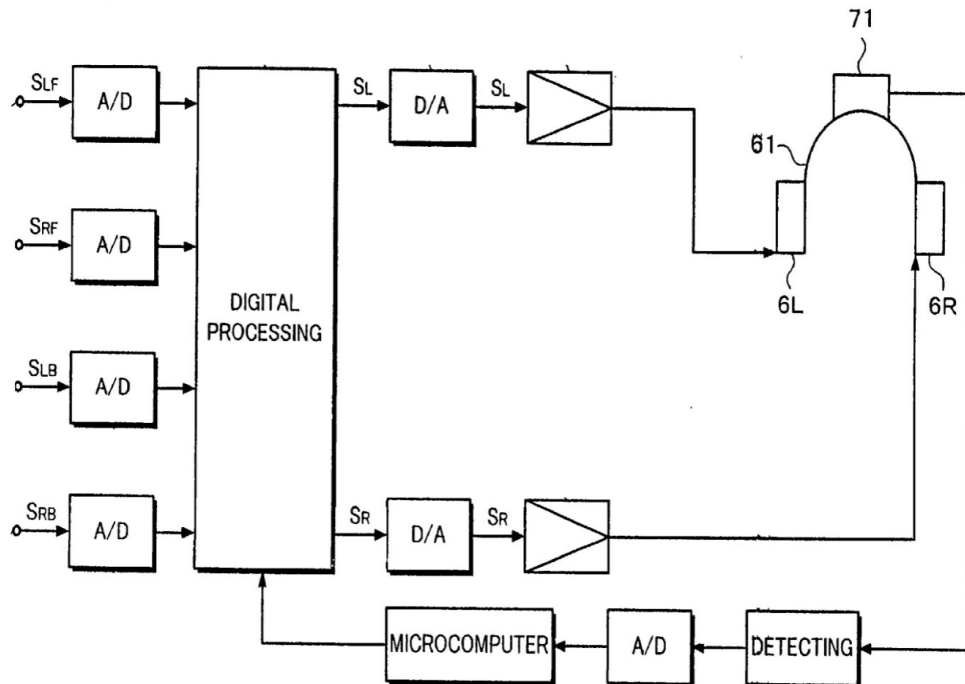 71
SLF
A/D
SL
D/A
SL
61
SRF
A/D
6L
6R
DIGITAL
PROCESSING
SLB
A/D
SRB
A/D
SR
D/A
SR
MICROCOMPUTER
A/D
DETECTING